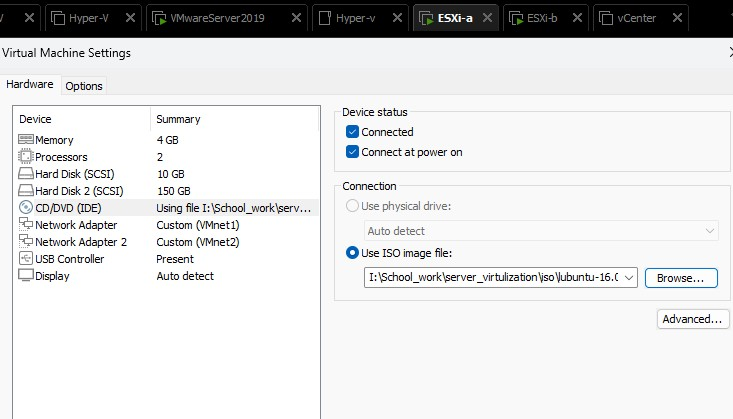 Hyper-V VMwareServer2019 Hyper-v ESXi-a ESXi-b vCenter
Virtual Machine Settings
Hardware Options
Device Summary
Memory 4 GB
Processors 2
Hard Disk (SCSI) 10 GB
Hard Disk 2 (SCSI) 150 GB
CD/DVD (IDE) Using file I:\School_work\serv...
Network Adapter Custom (VMnet1)
Network Adapter 2 Custom (VMnet2)
USB Controller Present
Display Auto detect
Device status
Connected
Connect at power on
Connection
Use physical drive:
Auto detect
Use ISO image file:
I:\School_work\server_virtulization\iso\lubuntu-16.0
Browse...
Advanced...